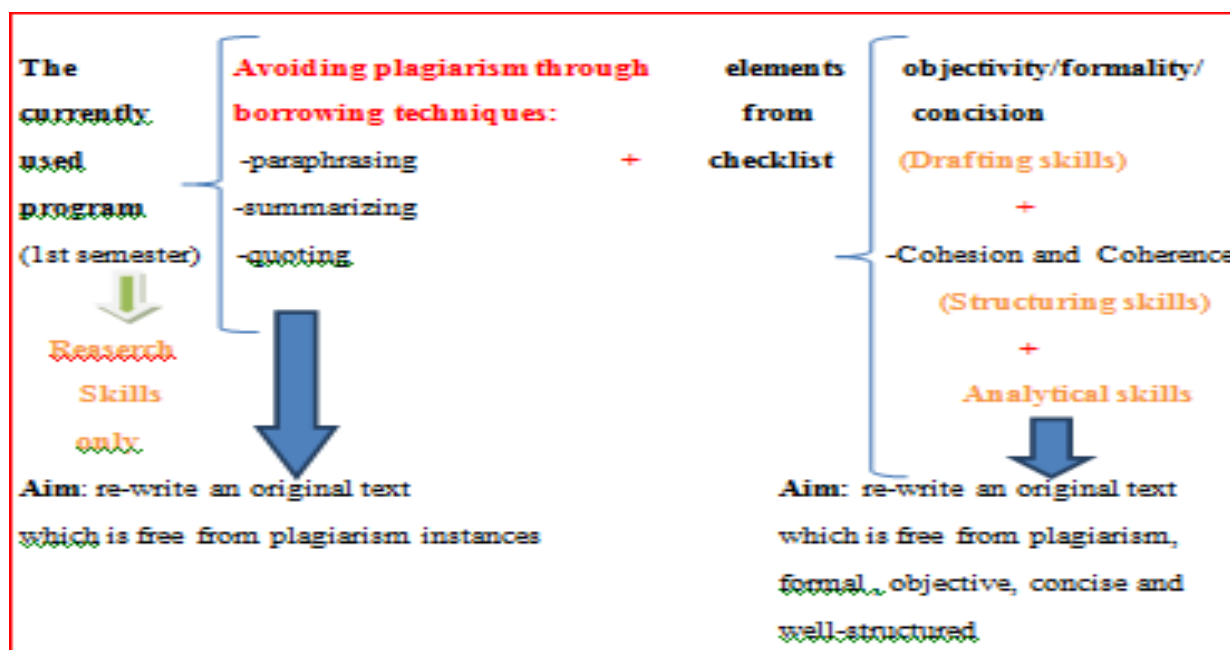 The currently used program (1st semester)
Reaserch Skills only
Avoiding plagiarism through borrowing techniques:
-paraphrasing
-summarizing
-quoting
+
elements from checklist
objectivity/formality/
concision
(Drafting skills)
+
-Cohesion and Coherence
(Structuring skills)
+
Analytical skills
Aim: re-write an original text
which is free from plagiarism instances
Aim: re-write an original text
which is free from plagiarism,
formal , objective, concise and
well-structured